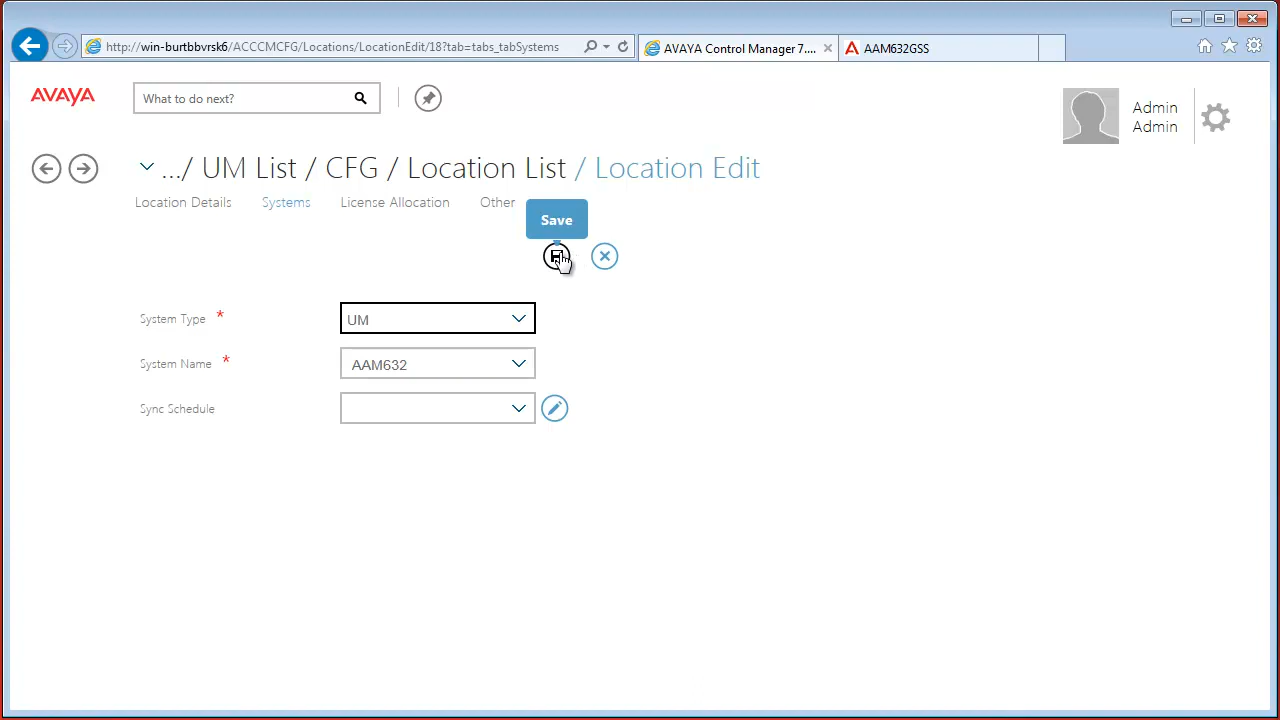 http://win-burtbbvrsk6/ACCCMCFG/Locations/LocationEdit/18?tab=tabs_tabSystems
AVAYA Control Manager 7....
AAM632GSS
AVAYA
What to do next?
Admin
Admin
.../ UM List / CFG / Location List / Location Edit
Location Details
Systems
License Allocation
Other
Save
System Type *
UM
System Name *
AAM632
Sync Schedule